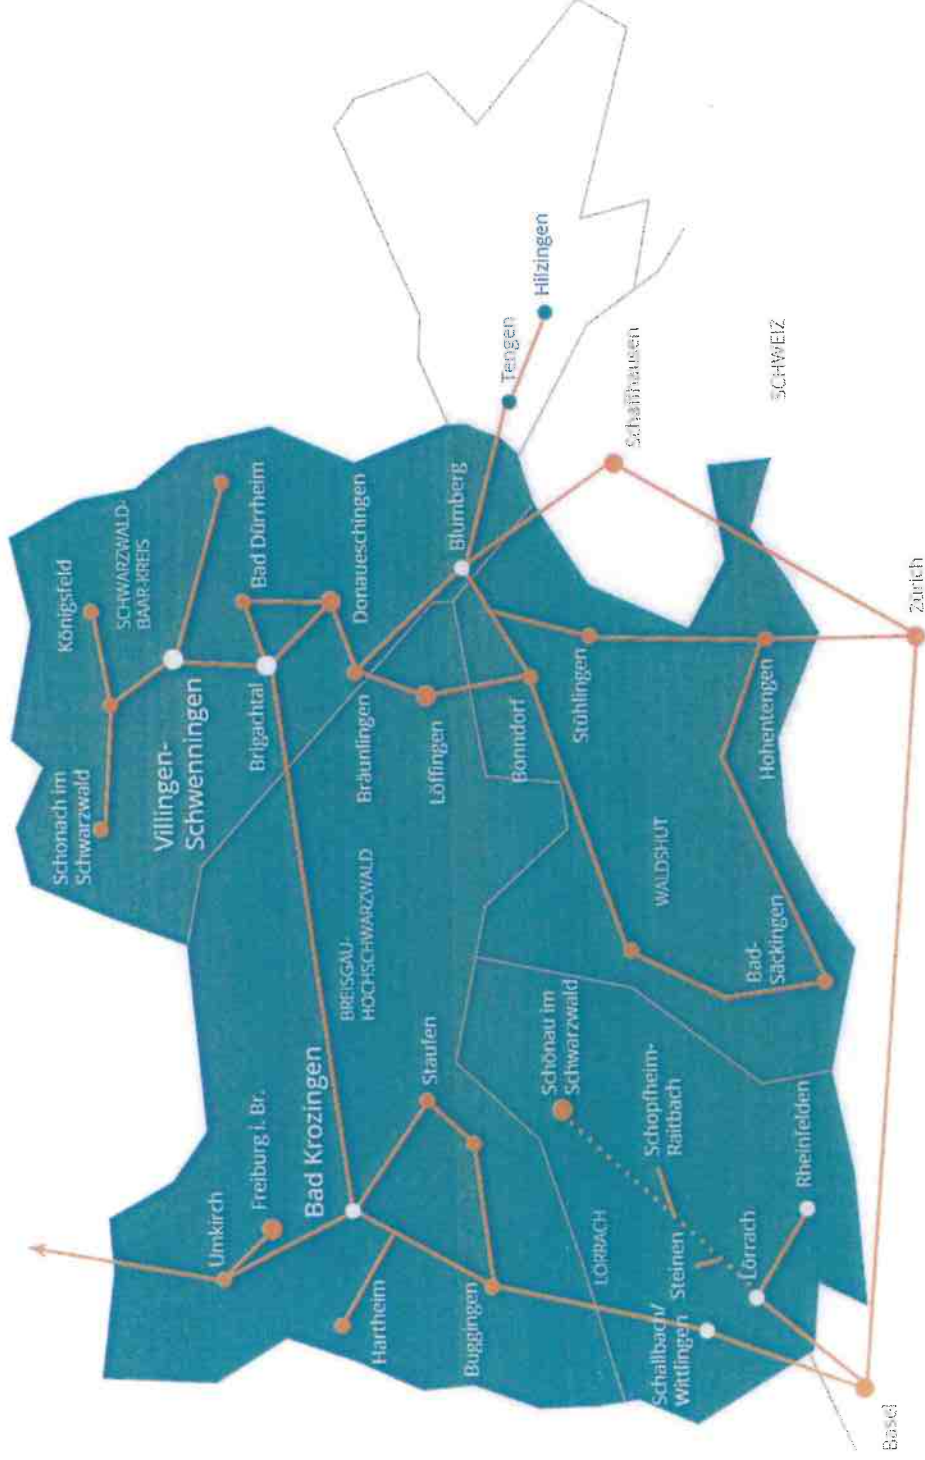 Schonach im
Schwarzwald
Königsfeld
SCHWARZWALD-
BAAR-KREIS
Villingen-
Schwenningen
Umkirch
Freiburg i. Br.
Brigachtal
Bad Dürrheim
Bad Krozingen
BREISGAU-
HOCHSCHWARZWALD
Donaueschingen
Bräunlingen
Hartheim
Staufen
Löffingen
Blumberg
Buggingen
Tengen
Bonndorf
Hilzingen
Schönau im
Schwarzwald
Stühlingen
LÖRRACH
Schopfheim-
Raitbach
Schaffhausen
Schallbach/
Wittlingen
WALDSHUT
Steinen
Lörrach
Bad-
Säckingen
Hohentengen
SCHWEIZ
Rheinfelden
Basel
Zürich